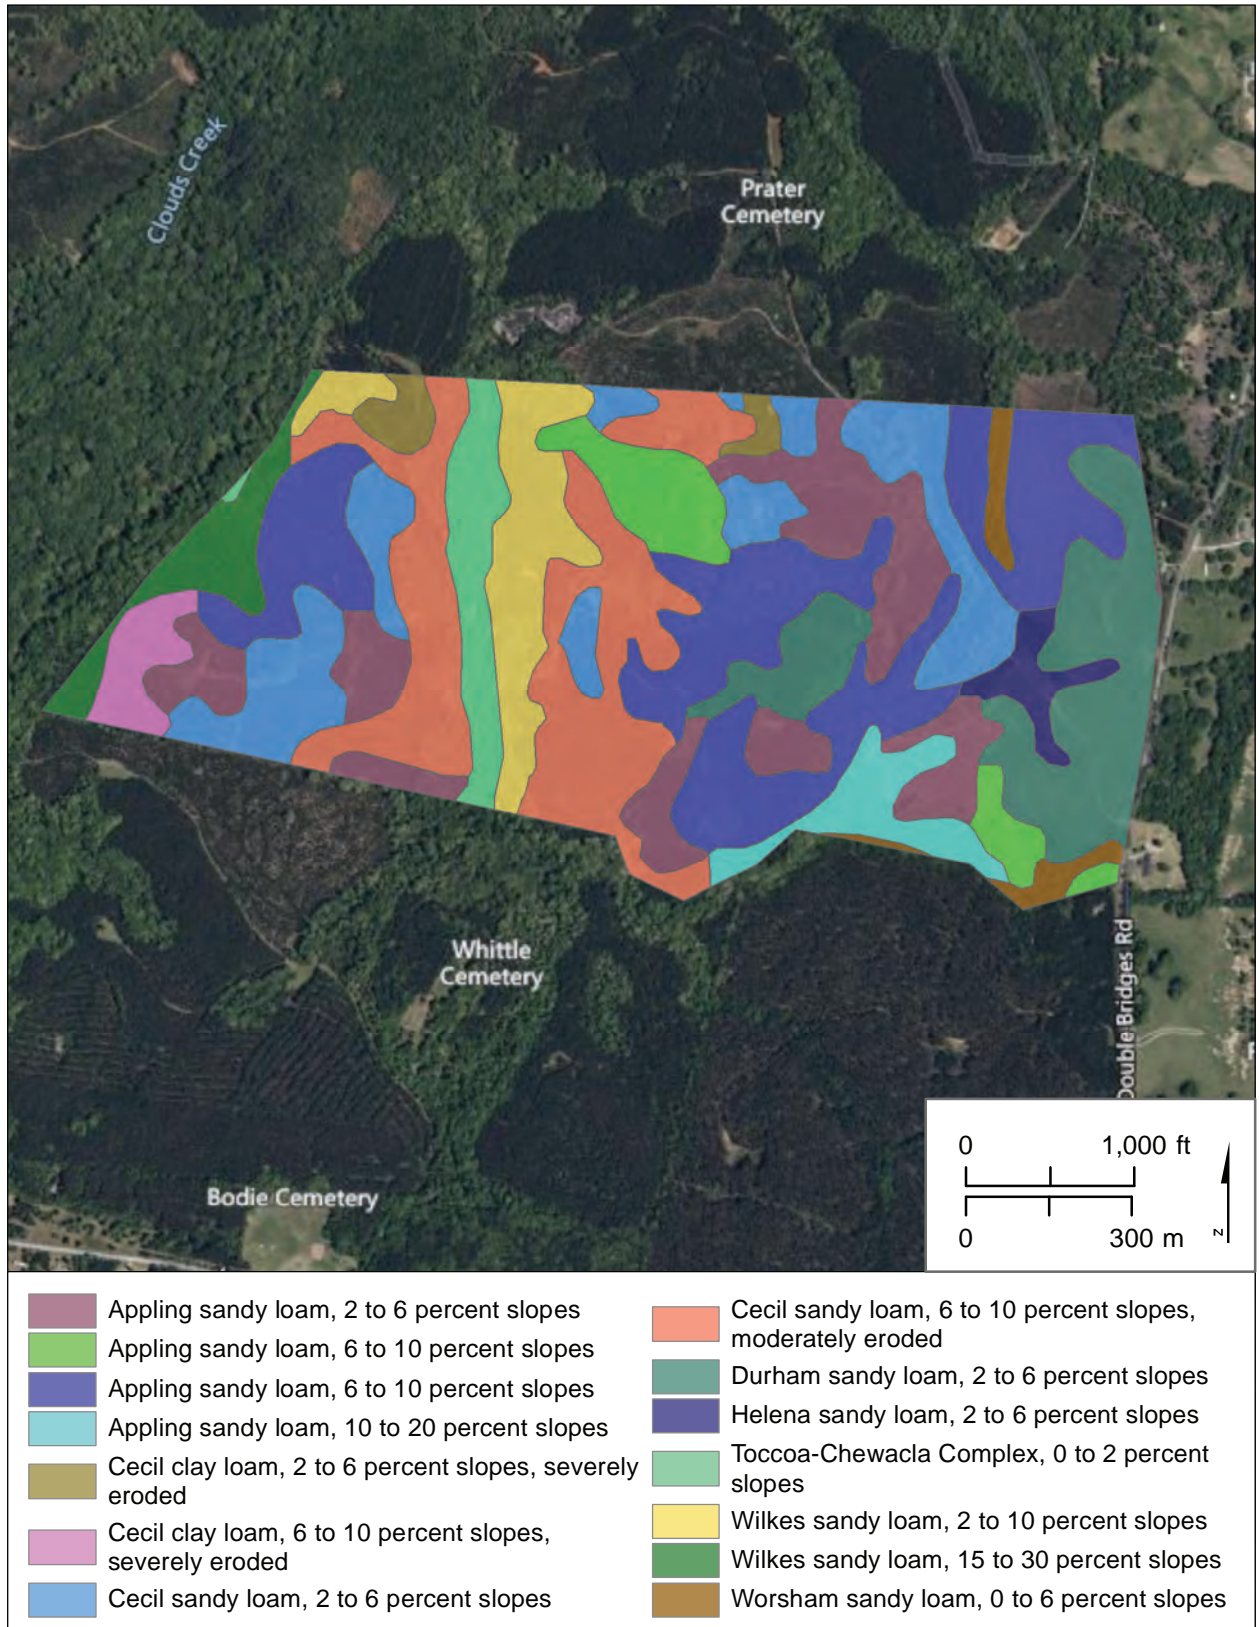 Clouds Creek
Prater
Cemetery
Whittle
Cemetery
Double Bridges Rd
Bodie Cemetery
0 1,000 ft
0 300 m
N
Appling sandy loam, 2 to 6 percent slopes
Appling sandy loam, 6 to 10 percent slopes
Appling sandy loam, 6 to 10 percent slopes
Appling sandy loam, 10 to 20 percent slopes
Cecil clay loam, 2 to 6 percent slopes, severely
eroded
Cecil clay loam, 6 to 10 percent slopes,
severely eroded
Cecil sandy loam, 2 to 6 percent slopes
Cecil sandy loam, 6 to 10 percent slopes,
moderately eroded
Durham sandy loam, 2 to 6 percent slopes
Helena sandy loam, 2 to 6 percent slopes
Toccoa-Chewacla Complex, 0 to 2 percent
slopes
Wilkes sandy loam, 2 to 10 percent slopes
Wilkes sandy loam, 15 to 30 percent slopes
Worsham sandy loam, 0 to 6 percent slopes